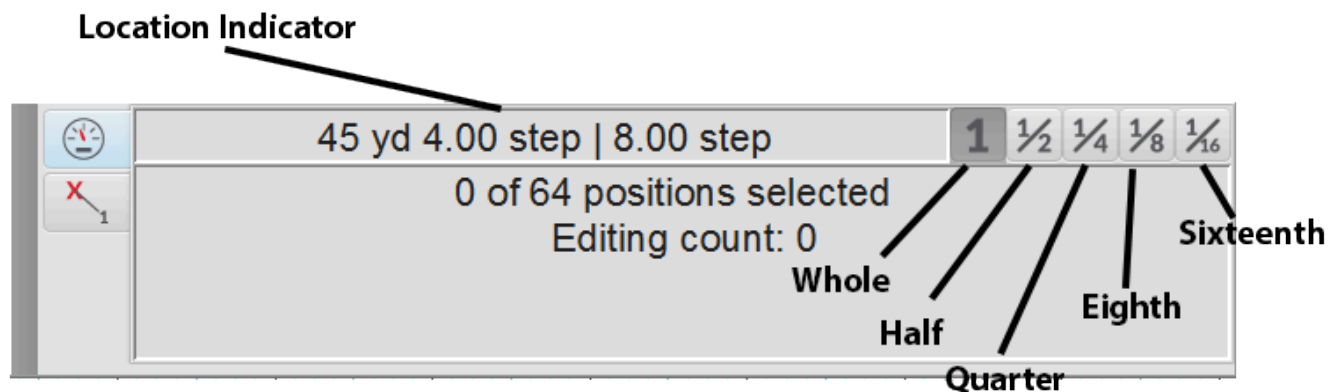 Location Indicator
45 yd 4.00 step | 8.00 step
1 1/2 1/4 1/8 1/16
X 1
0 of 64 positions selected
Editing count: 0
Sixteenth
Whole
Eighth
Half
Quarter